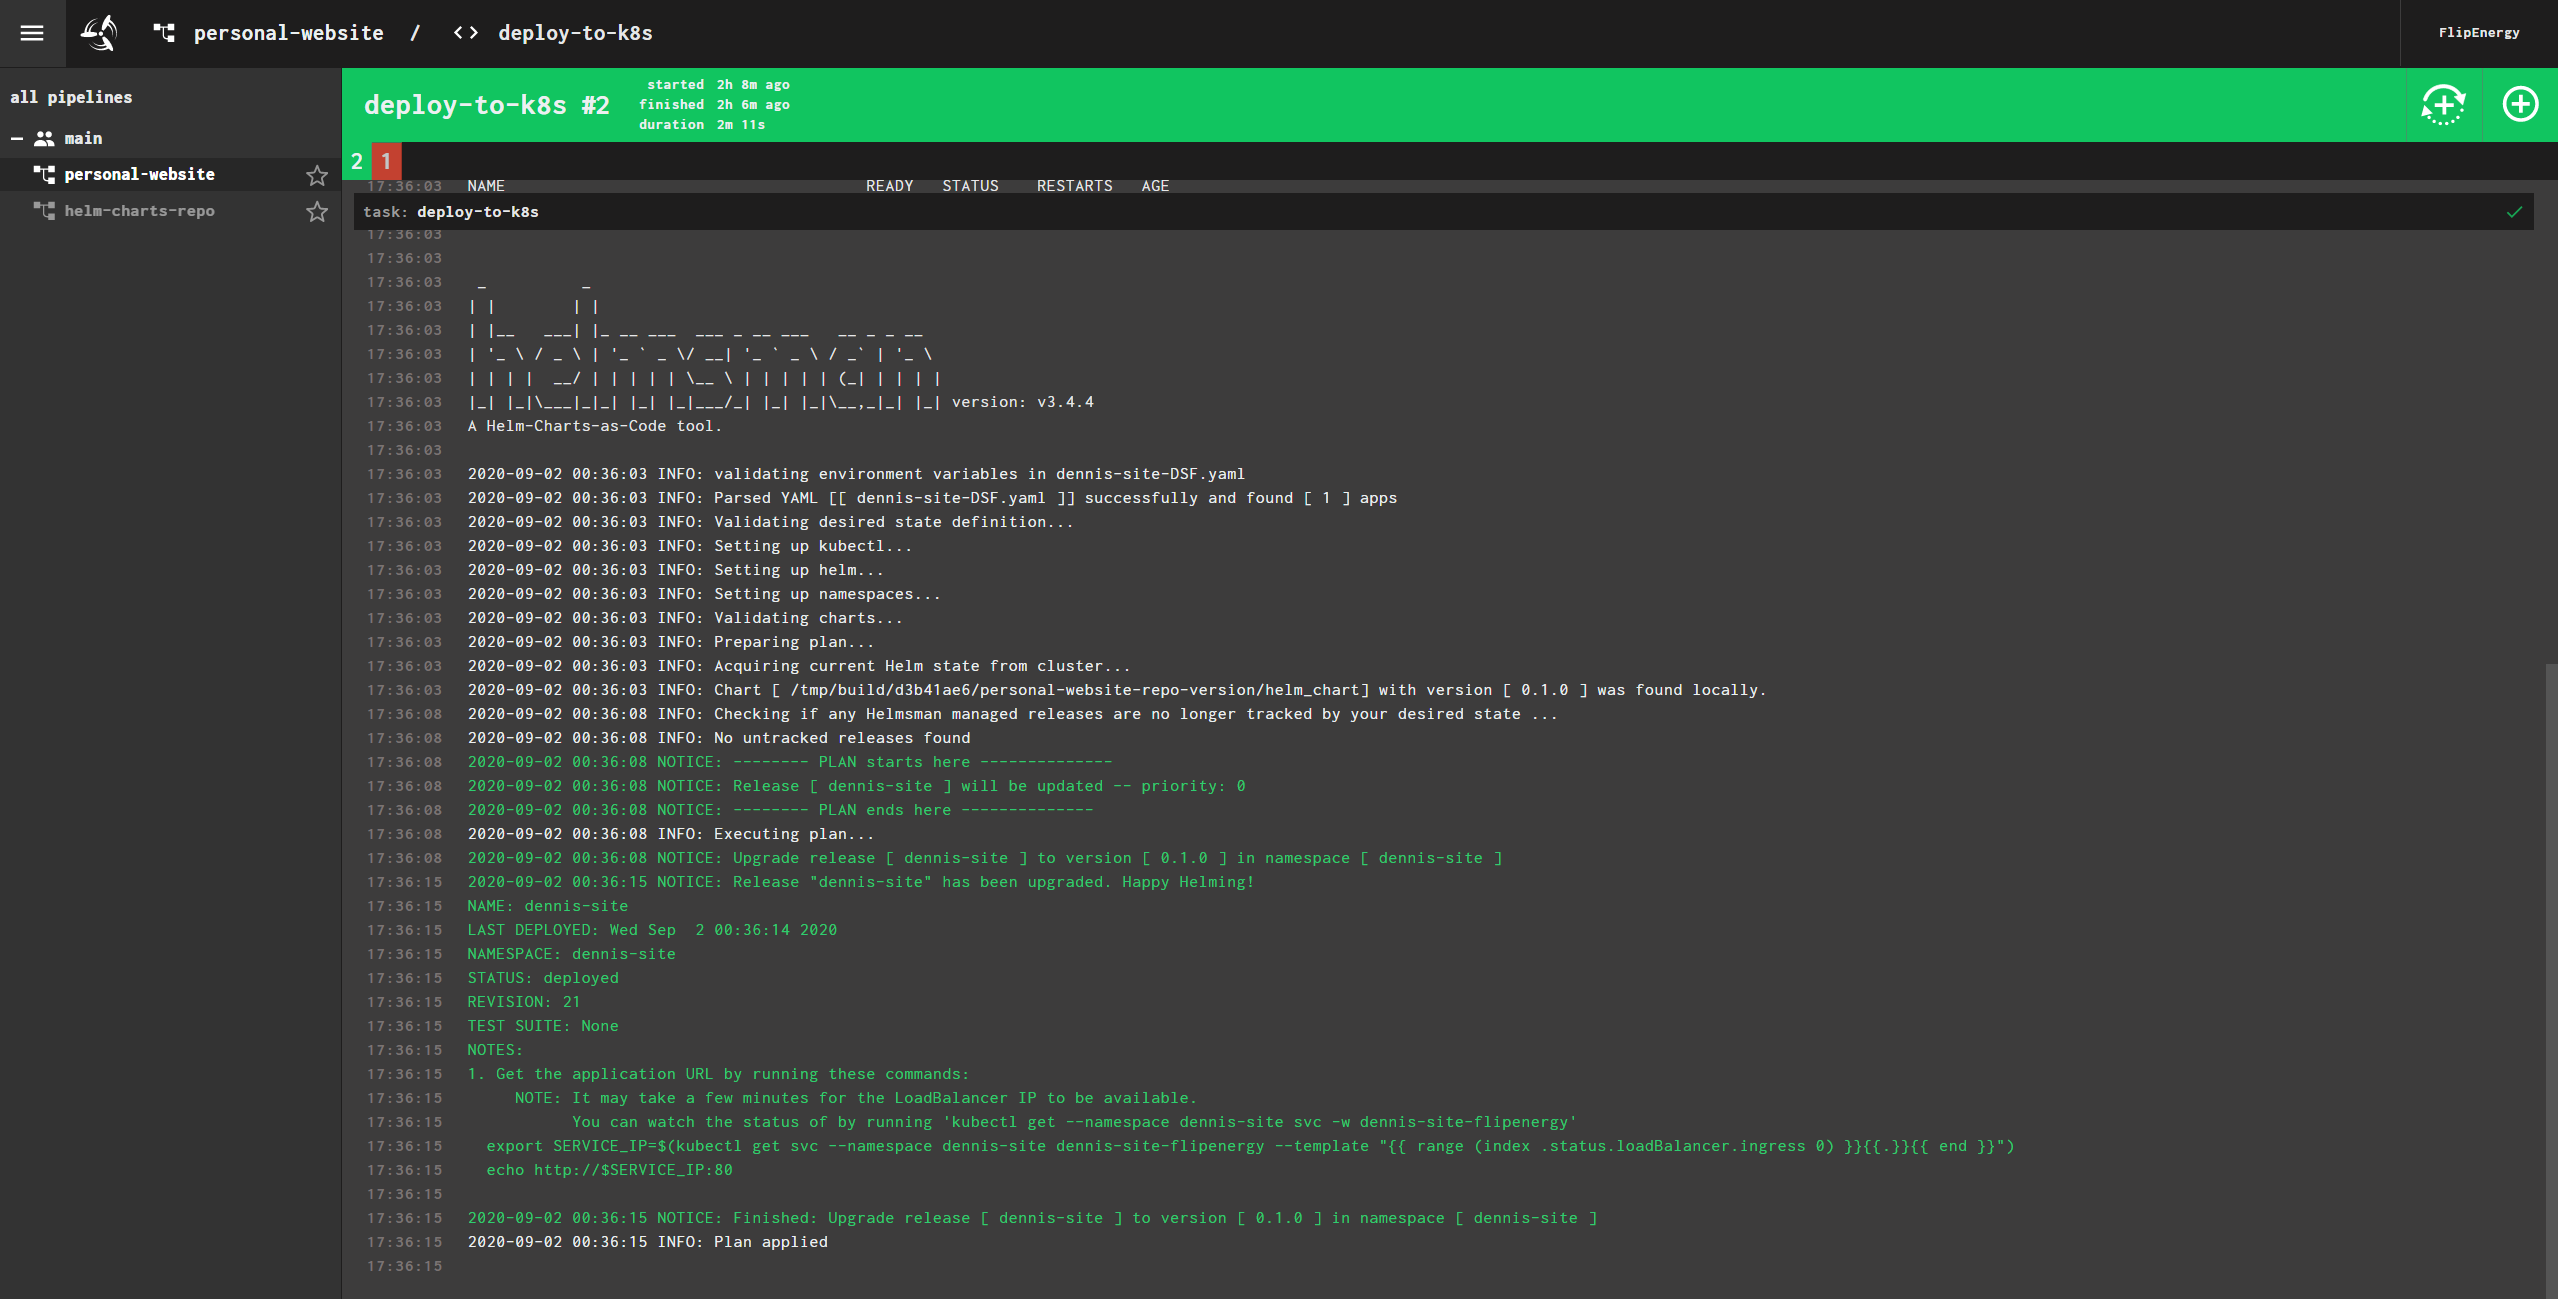 personal-website / <> deploy-to-k8s
FlipEnergy
all pipelines
main
personal-website
helm-charts-repo
deploy-to-k8s #2
started 2h 8m ago
finished 2h 6m ago
duration 2m 11s
2 1
17:36:03 NAME READY STATUS RESTARTS AGE
task: deploy-to-k8s
17:36:03
17:36:03
17:36:03  _          _
17:36:03 | |        | |
17:36:03 | |__   ___| |_ __ ___  ___ _ __ ___   __ _ _ __
17:36:03 | '_ \ / _ \ | '_ ` _ \/ __| '_ ` _ \ / _` | '_ \
17:36:03 | | | |  __/ | | | | | \__ \ | | | | | (_| | | | |
17:36:03 |_| |_|\___|_|_| |_| |_|___/_| |_| |_|\__,_|_| |_| version: v3.4.4
17:36:03 A Helm-Charts-as-Code tool.
17:36:03
17:36:03 2020-09-02 00:36:03 INFO: validating environment variables in dennis-site-DSF.yaml
17:36:03 2020-09-02 00:36:03 INFO: Parsed YAML [[ dennis-site-DSF.yaml ]] successfully and found [ 1 ] apps
17:36:03 2020-09-02 00:36:03 INFO: Validating desired state definition...
17:36:03 2020-09-02 00:36:03 INFO: Setting up kubectl...
17:36:03 2020-09-02 00:36:03 INFO: Setting up helm...
17:36:03 2020-09-02 00:36:03 INFO: Setting up namespaces...
17:36:03 2020-09-02 00:36:03 INFO: Validating charts...
17:36:03 2020-09-02 00:36:03 INFO: Preparing plan...
17:36:03 2020-09-02 00:36:03 INFO: Acquiring current Helm state from cluster...
17:36:03 2020-09-02 00:36:03 INFO: Chart [ /tmp/build/d3b41ae6/personal-website-repo-version/helm_chart] with version [ 0.1.0 ] was found locally.
17:36:08 2020-09-02 00:36:08 INFO: Checking if any Helmsman managed releases are no longer tracked by your desired state ...
17:36:08 2020-09-02 00:36:08 INFO: No untracked releases found
17:36:08 2020-09-02 00:36:08 NOTICE: -------- PLAN starts here --------------
17:36:08 2020-09-02 00:36:08 NOTICE: Release [ dennis-site ] will be updated -- priority: 0
17:36:08 2020-09-02 00:36:08 NOTICE: -------- PLAN ends here --------------
17:36:08 2020-09-02 00:36:08 INFO: Executing plan...
17:36:08 2020-09-02 00:36:08 NOTICE: Upgrade release [ dennis-site ] to version [ 0.1.0 ] in namespace [ dennis-site ]
17:36:15 2020-09-02 00:36:15 NOTICE: Release "dennis-site" has been upgraded. Happy Helming!
17:36:15 NAME: dennis-site
17:36:15 LAST DEPLOYED: Wed Sep  2 00:36:14 2020
17:36:15 NAMESPACE: dennis-site
17:36:15 STATUS: deployed
17:36:15 REVISION: 21
17:36:15 TEST SUITE: None
17:36:15 NOTES:
17:36:15 1. Get the application URL by running these commands:
17:36:15      NOTE: It may take a few minutes for the LoadBalancer IP to be available.
17:36:15            You can watch the status of by running 'kubectl get --namespace dennis-site svc -w dennis-site-flipenergy'
17:36:15   export SERVICE_IP=$(kubectl get svc --namespace dennis-site dennis-site-flipenergy --template "{{ range (index .status.loadBalancer.ingress 0) }}{{.}}{{ end }}")
17:36:15   echo http://$SERVICE_IP:80
17:36:15
17:36:15 2020-09-02 00:36:15 NOTICE: Finished: Upgrade release [ dennis-site ] to version [ 0.1.0 ] in namespace [ dennis-site ]
17:36:15 2020-09-02 00:36:15 INFO: Plan applied
17:36:15